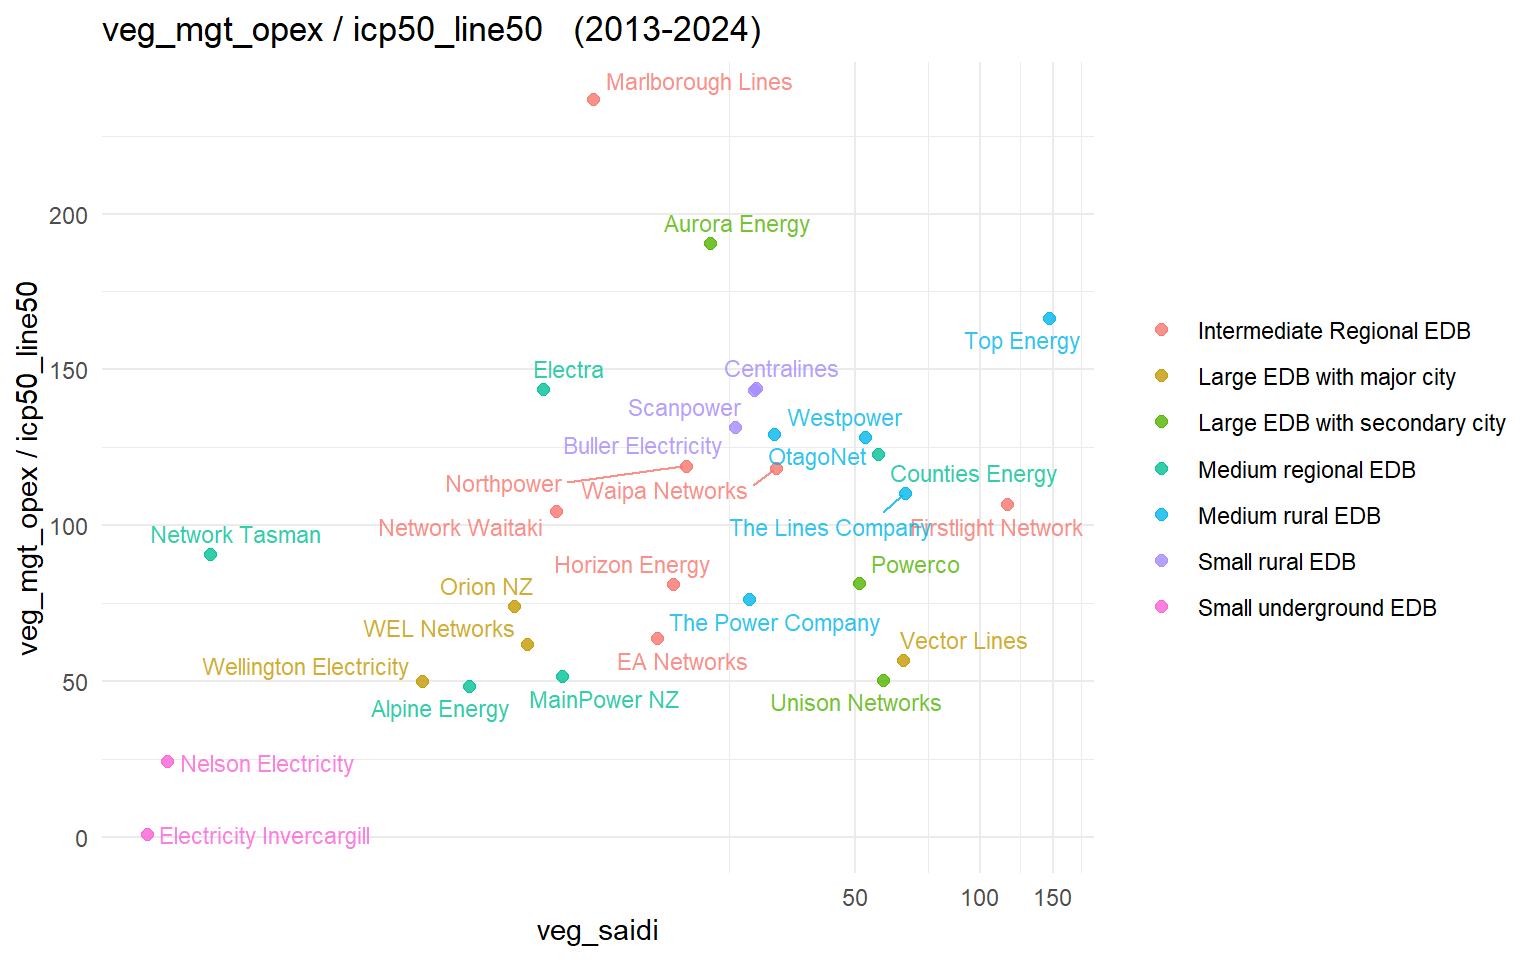 veg_mgt_opex / icp50_line50 (2013-2024)
Marlborough Lines
Aurora Energy
Top Energy
Electra
Centralines
Scanpower
Westpower
Buller Electricity
OtagoNet
Counties Energy
Northpower
Waipa Networks
Network Waitaki
The Lines Company
Firstlight Network
Network Tasman
Horizon Energy
Powerco
Orion NZ
The Power Company
WEL Networks
Vector Lines
Wellington Electricity
EA Networks
Alpine Energy
MainPower NZ
Unison Networks
Nelson Electricity
Electricity Invercargill
veg_mgt_opex / icp50_line50
200
150
100
50
0
50 100 150
veg_saidi
Intermediate Regional EDB
Large EDB with major city
Large EDB with secondary city
Medium regional EDB
Medium rural EDB
Small rural EDB
Small underground EDB